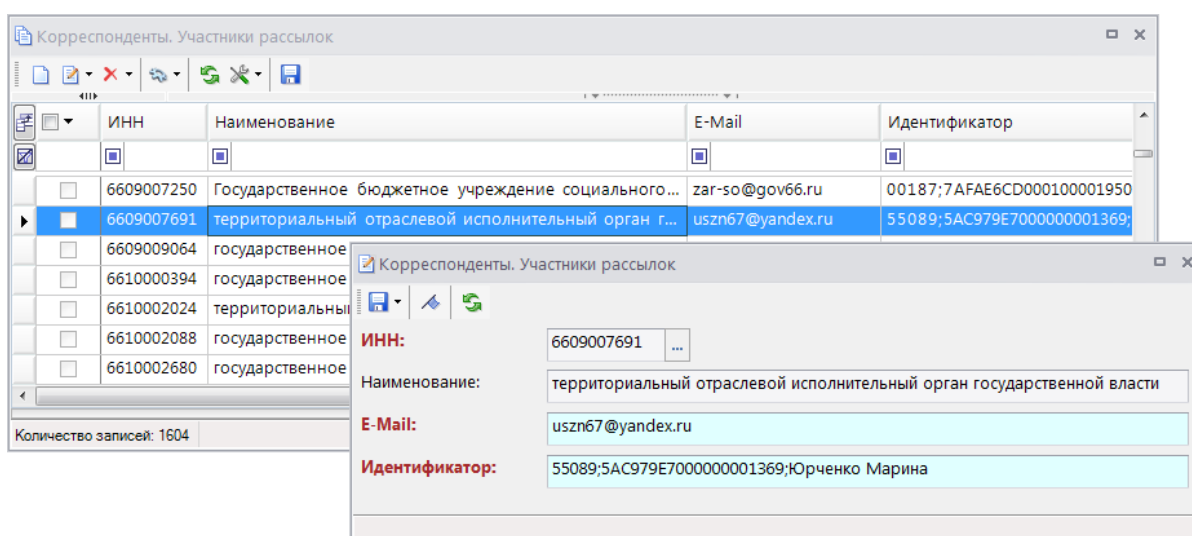 Корреспонденты. Участники рассылок
ИНН Наименование E-Mail Идентификатор
6609007250 Государственное бюджетное учреждение социального... zar-so@gov66.ru 00187;7AFAE6CD000100001950
6609007691 территориальный отраслевой исполнительный орган г... uszn67@yandex.ru 55089;5AC979E7000000001369;
6609009064 государственное
6610000394 государственное
6610002024 территориальны
6610002088 государственное
6610002680 государственное
Количество записей: 1604
Корреспонденты. Участники рассылок
ИНН: 6609007691 ...
Наименование: территориальный отраслевой исполнительный орган государственной власти
E-Mail: uszn67@yandex.ru
Идентификатор: 55089;5AC979E7000000001369;Юрченко Марина